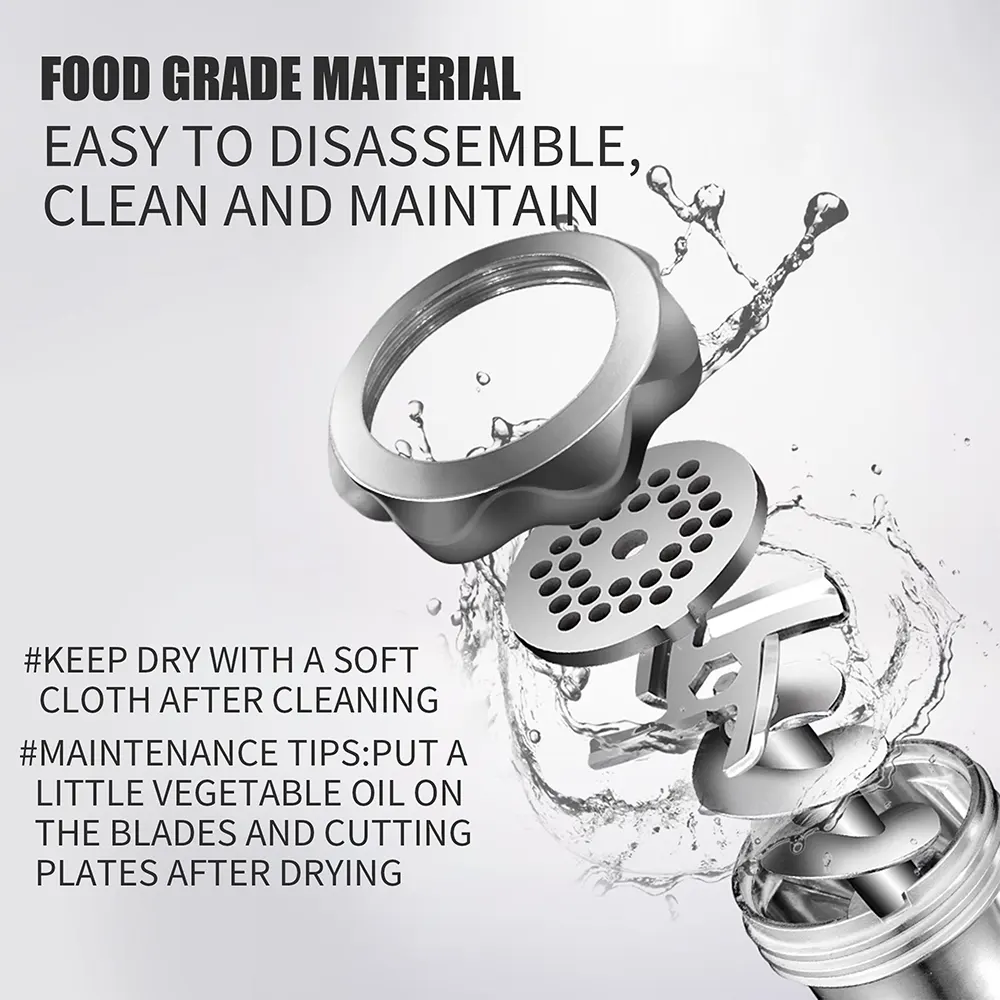 FOOD GRADE MATERIAL
EASY TO DISASSEMBLE,
CLEAN AND MAINTAIN
#KEEP DRY WITH A SOFT
CLOTH AFTER CLEANING
#MAINTENANCE TIPS:PUT A
LITTLE VEGETABLE OIL ON
THE BLADES AND CUTTING
PLATES AFTER DRYING